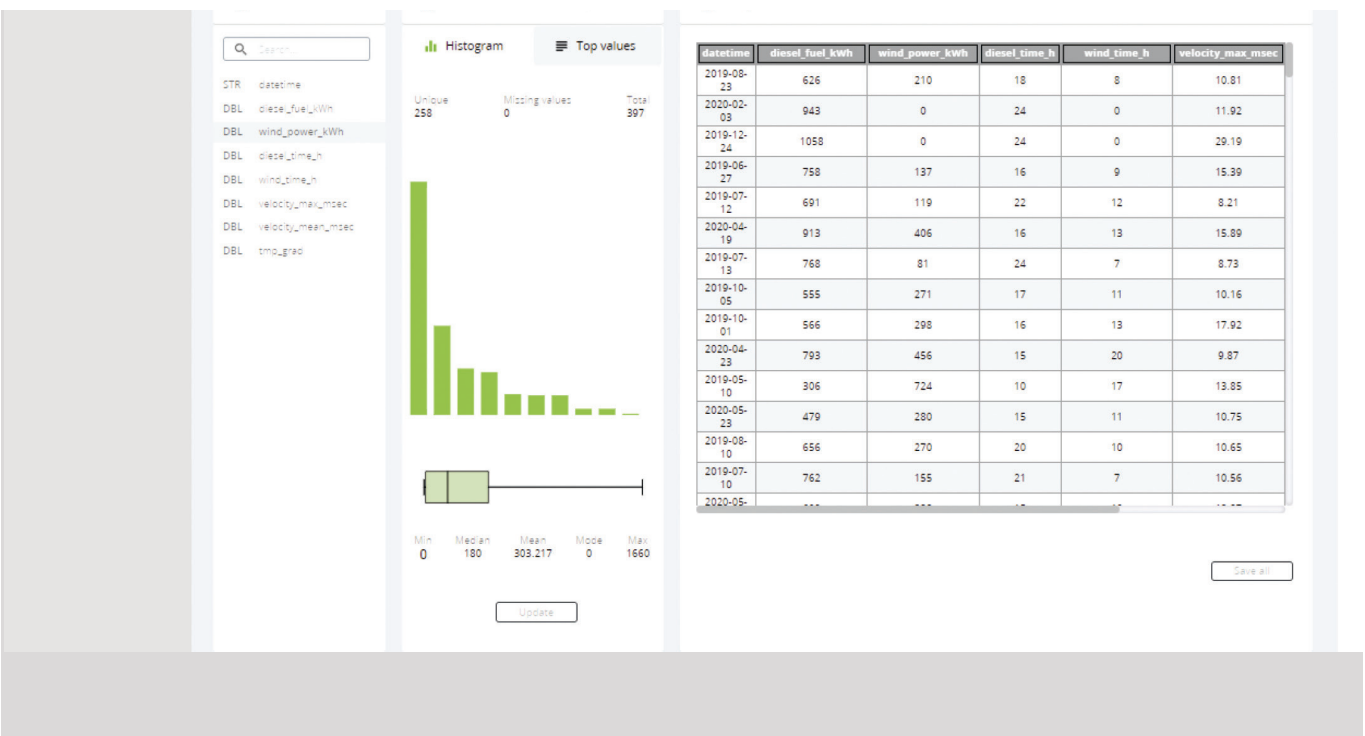 Search...
STR datetime
DBL diesel_fuel_kWh
DBL wind_power_kWh
DBL diesel_time_h
DBL wind_time_h
DBL velocity_max_msec
DBL velocity_mean_msec
DBL tmp_grad
Histogram Top values
Unique Missing values Total
258 0 397
Min Median Mean Mode Max
0 180 303.217 0 1660
Update
datetime diesel_fuel_kWh wind_power_kWh diesel_time_h wind_time_h velocity_max_msec
2019-08-
23 626 210 18 8 10.81
2020-02-
03 943 0 24 0 11.92
2019-12-
24 1058 0 24 0 29.19
2019-06-
27 758 137 16 9 15.39
2019-07-
12 691 119 22 12 8.21
2020-04-
19 913 406 16 13 15.89
2019-07-
13 768 81 24 7 8.73
2019-10-
05 555 271 17 11 10.16
2019-10-
01 566 298 16 13 17.92
2020-04-
23 793 456 15 20 9.87
2019-05-
10 306 724 10 17 13.85
2020-05-
23 479 280 15 11 10.75
2019-08-
10 656 270 20 10 10.65
2019-07-
10 762 155 21 7 10.56
2020-05-
Save all